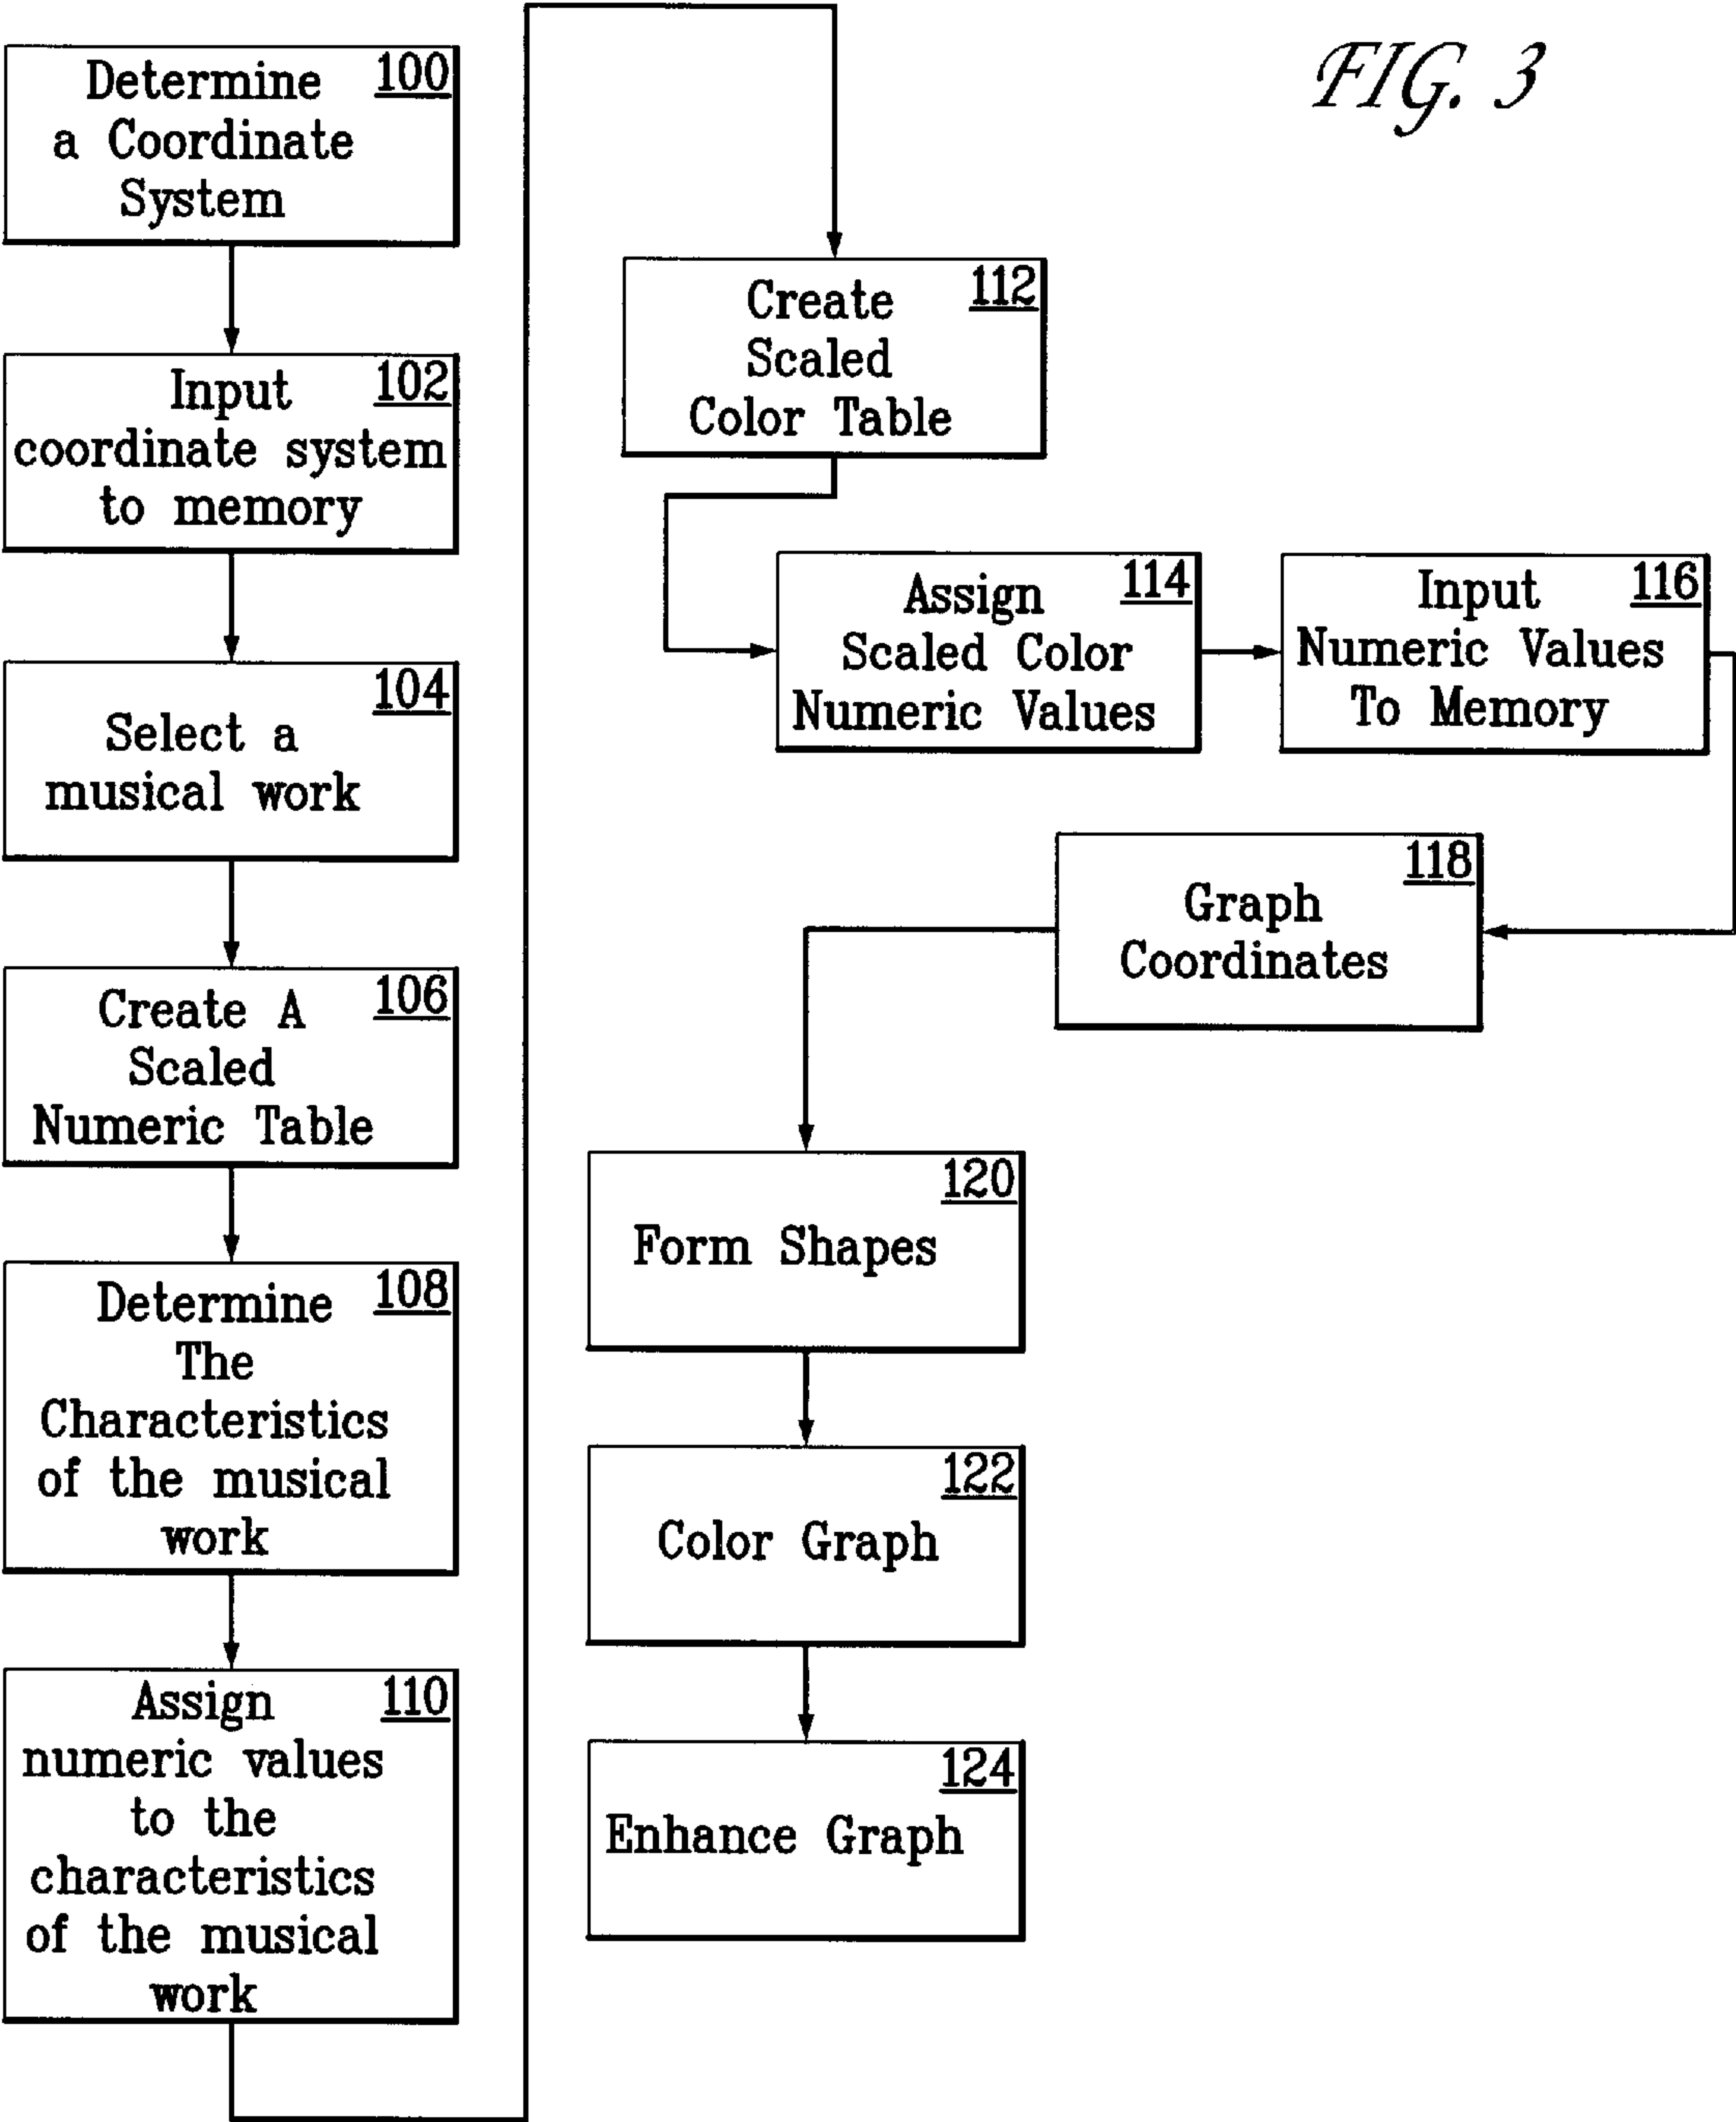 FIG. 3
100
Determine
a Coordinate
System
102
Input
coordinate system
to memory
104
Select a
musical work
106
Create A
Scaled
Numeric Table
108
Determine
The
Characteristics
of the musical
work
110
Assign
numeric values
to the
characteristics
of the musical
work
112
Create
Scaled
Color Table
114
Assign
Scaled Color
Numeric Values
116
Input
Numeric Values
To Memory
118
Graph
Coordinates
120
Form Shapes
122
Color Graph
124
Enhance Graph